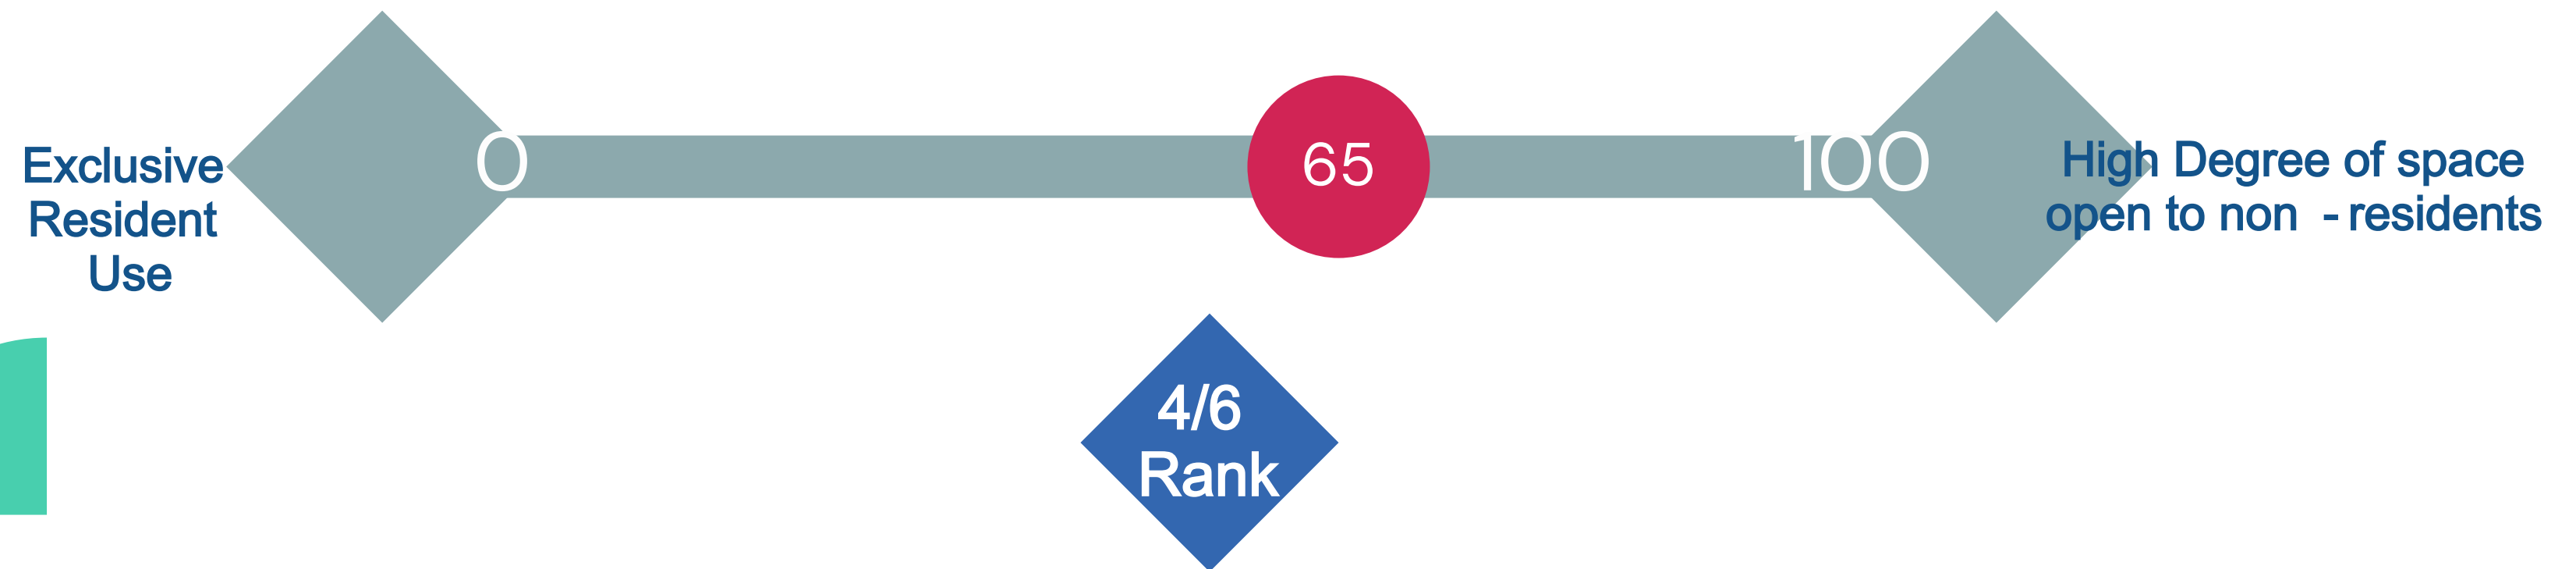 Exclusive
Resident
Use
0
65
100
High Degree of space
open to non - residents
4/6
Rank